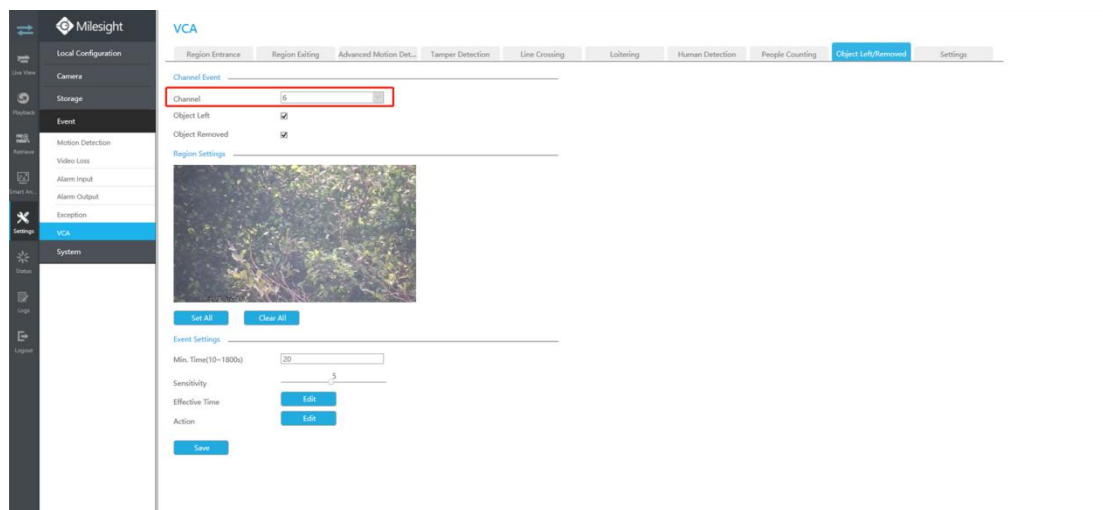 Milesight
Local Configuration
Live View
Camera
Storage
Playback
Event
Retrieve
Motion Detection
Video Loss
Alarm Input
Smart An...
Alarm Output
Exception
Settings
VCA
System
Status
Logs
Logout
VCA
Region Entrance Region Exiting Advanced Motion Det... Tamper Detection Line Crossing Loitering Human Detection People Counting Object Left/Removed Settings
Channel Event
Channel 6
Object Left
Object Removed
Region Settings
Set All Clear All
Event Settings
Min. Time(10~1800s) 20
Sensitivity 5
Effective Time Edit
Action Edit
Save